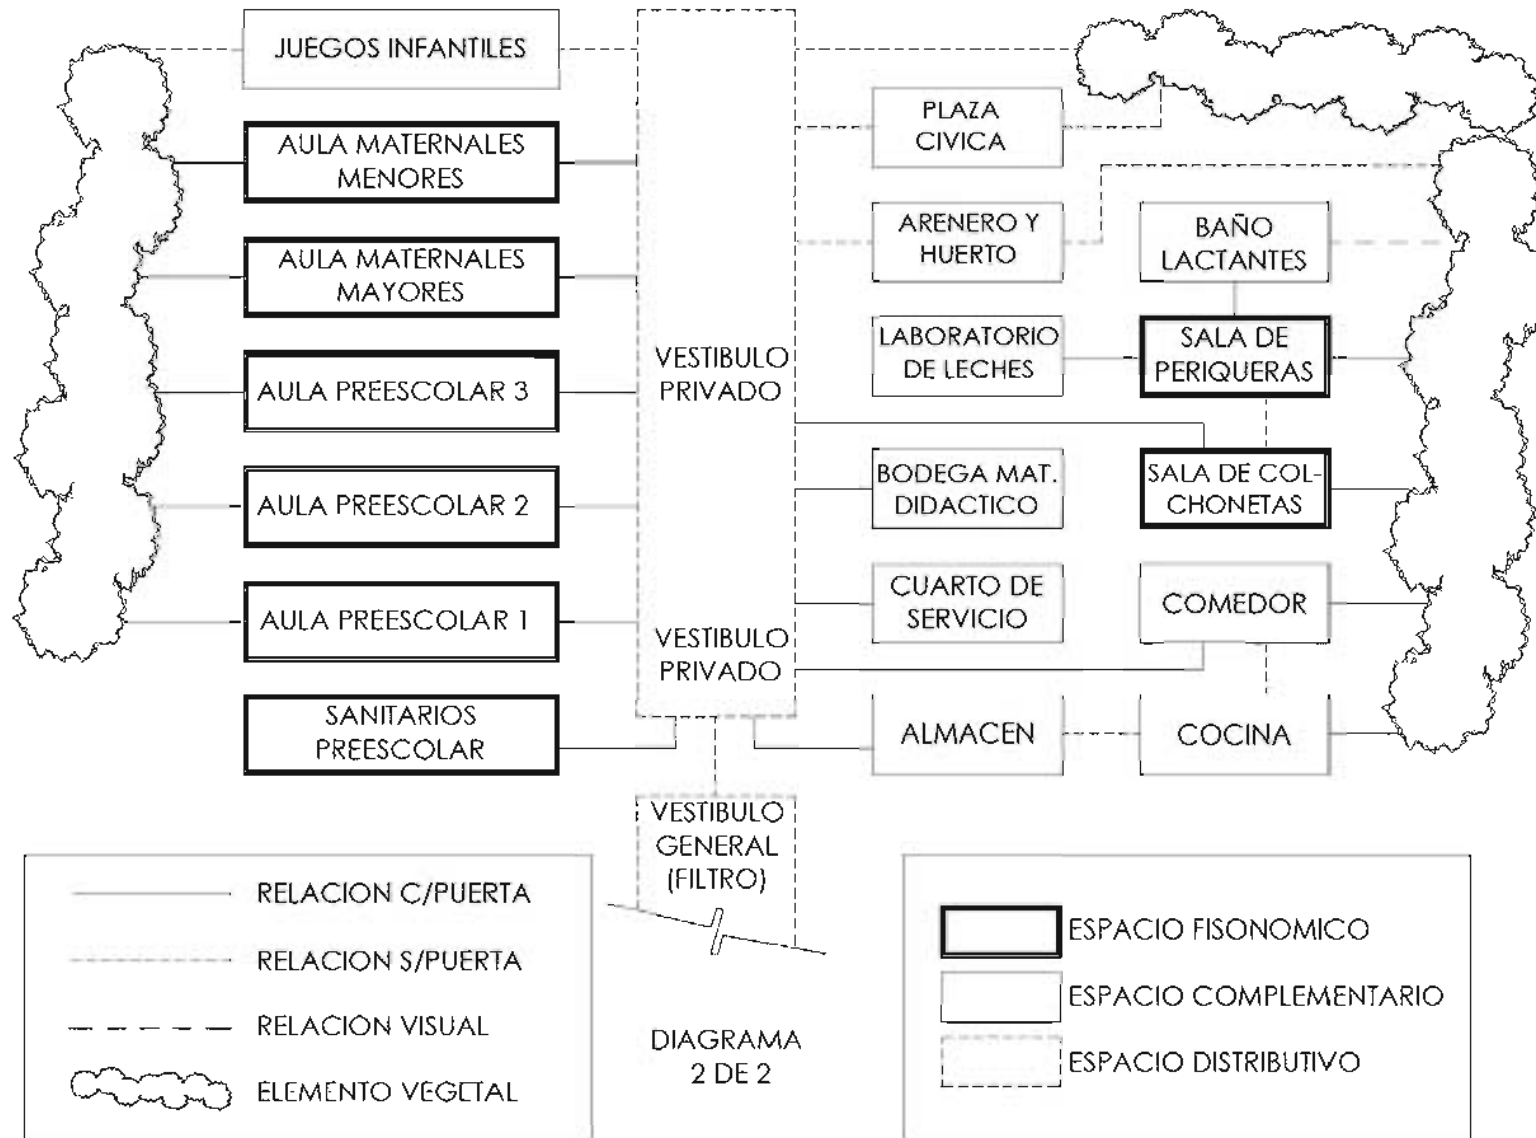 JUEGOS INFANTILES
AULA MATERNALES
MENORES
AULA MATERNALES
MAYORES
AULA PREESCOLAR 3
AULA PREESCOLAR 2
AULA PREESCOLAR 1
SANITARIOS
PREESCOLAR
VESTIBULO
PRIVADO
VESTIBULO
PRIVADO
VESTIBULO
GENERAL
(FILTRO)
PLAZA
CIVICA
ARENERO Y
HUERTO
BAÑO
LACTANTES
LABORATORIO
DE LECHES
SALA DE
PERIQUERAS
BODEGA MAT.
DIDACTICO
SALA DE COL-
CHONETAS
CUARTO DE
SERVICIO
COMEDOR
ALMACEN
COCINA
RELACION C/PUERTA
RELACION S/PUERTA
RELACION VISUAL
ELEMENTO VEGETAL
DIAGRAMA
2 DE 2
ESPACIO FISONOMICO
ESPACIO COMPLEMENTARIO
ESPACIO DISTRIBUTIVO